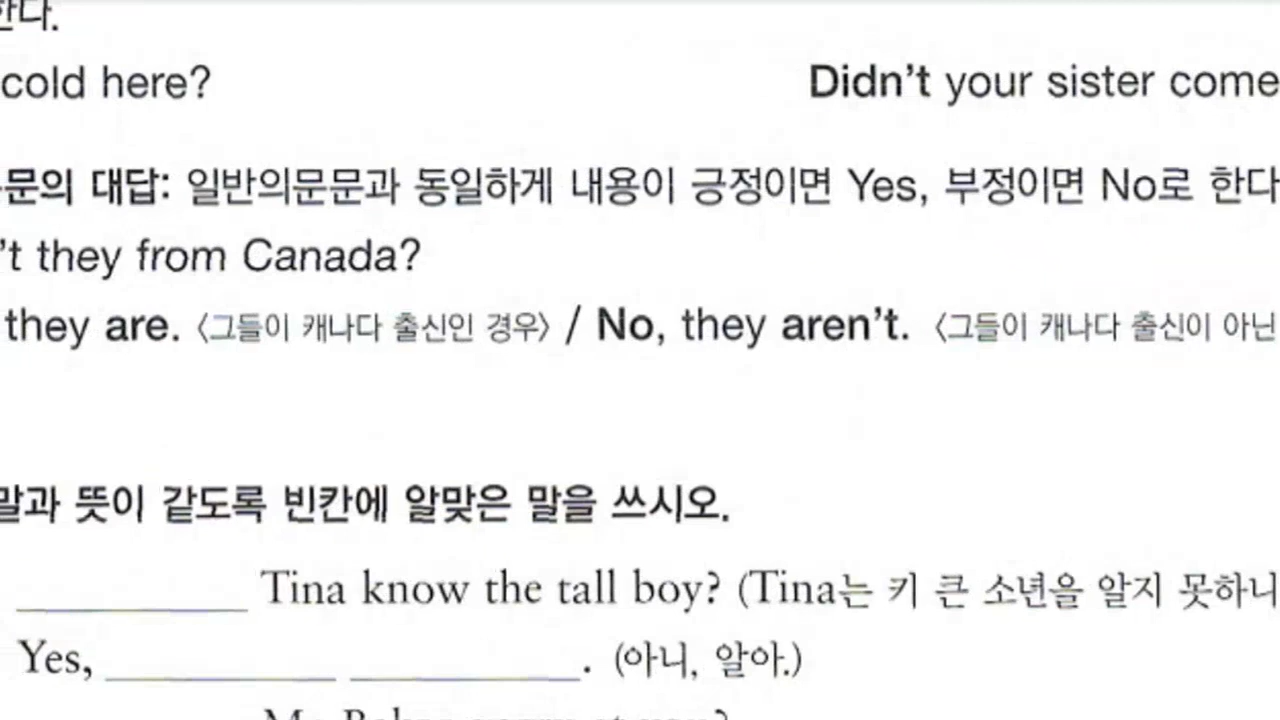 한다.
cold here? Didn't your sister come
문의 대답: 일반의문문과 동일하게 내용이 긍정이면 Yes, 부정이면 No로 한다
't they from Canada?
they are. 〈그들이 캐나다 출신인 경우〉 / No, they aren't. 〈그들이 캐나다 출신이 아닌
말과 뜻이 같도록 빈칸에 알맞은 말을 쓰시오.
Tina know the tall boy? (Tina는 키 큰 소년을 알지 못하니
Yes, . (아니, 알아.)